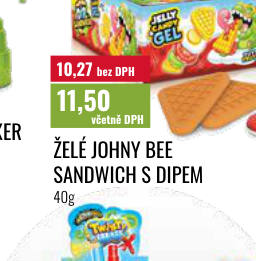 JELLY
CANDY
GEL
10,27 bez DPH
11,50
včetně DPH
KER
ŽELÉ JOHNY BEE
SANDWICH S DIPEM
40g
TWIST